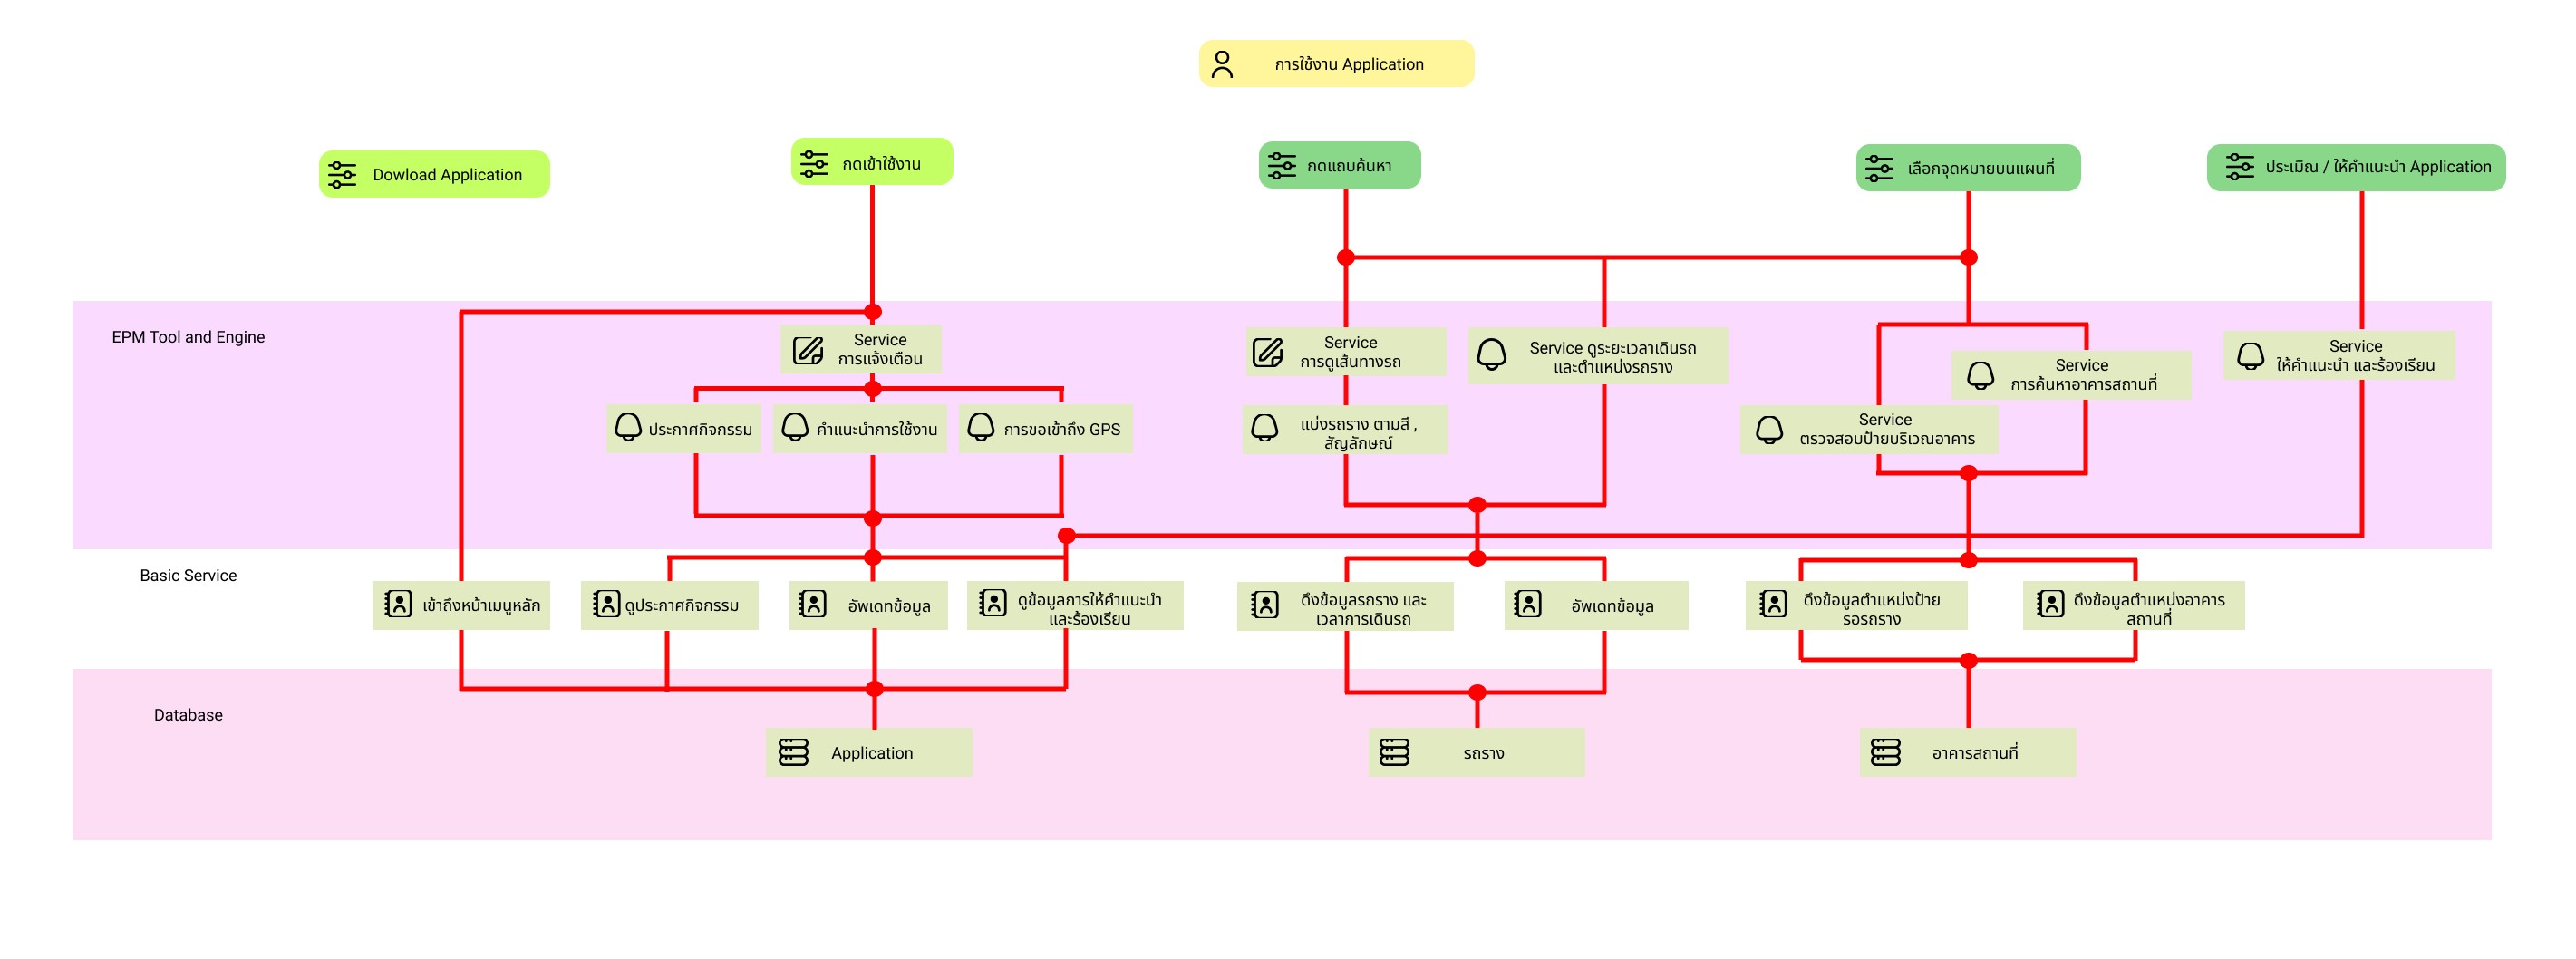 การใช้งาน Application
Dowload Application
กดเข้าใช้งาน
กดแถบค้นหา
เลือกจุดหมายบนแผนที่
ประเมิณ / ให้คำแนะนำ Application
EPM Tool and Engine
Service
การแจ้งเตือน
Service
การดูเส้นทางรถ
Service ดูระยะเวลาเดินรถ
และตำแหน่งรถราง
Service
การค้นหาอาคารสถานที่
Service
ให้คำแนะนำ และร้องเรียน
ประกาศกิจกรรม
คำแนะนำการใช้งาน
การขอเข้าถึง GPS
แบ่งรถราง ตามสี ,
สัญลักษณ์
Service
ตรวจสอบป้ายบริเวณอาคาร
Basic Service
เข้าถึงหน้าเมนูหลัก
ดูประกาศกิจกรรม
อัพเดทข้อมูล
ดูข้อมูลการให้คำแนะนำ
และร้องเรียน
ดึงข้อมูลรถราง และ
เวลาการเดินรถ
อัพเดทข้อมูล
ดึงข้อมูลตำแหน่งป้าย
รอรถราง
ดึงข้อมูลตำแหน่งอาคาร
สถานที่
Database
Application
รถราง
อาคารสถานที่